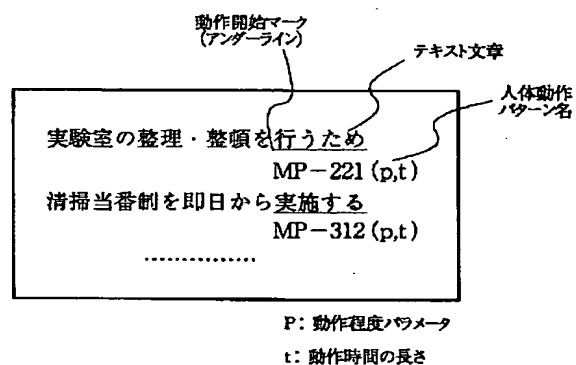 動作開始マーク
(アンダーライン)
テキスト文章
人体動作
パターン名
実験室の整理・整頓を行うため
MP−221(p,t)
清掃当番制を即日から実施する
MP−312(p,t)
……………
P: 動作程度パラメータ
t: 動作時間の長さ